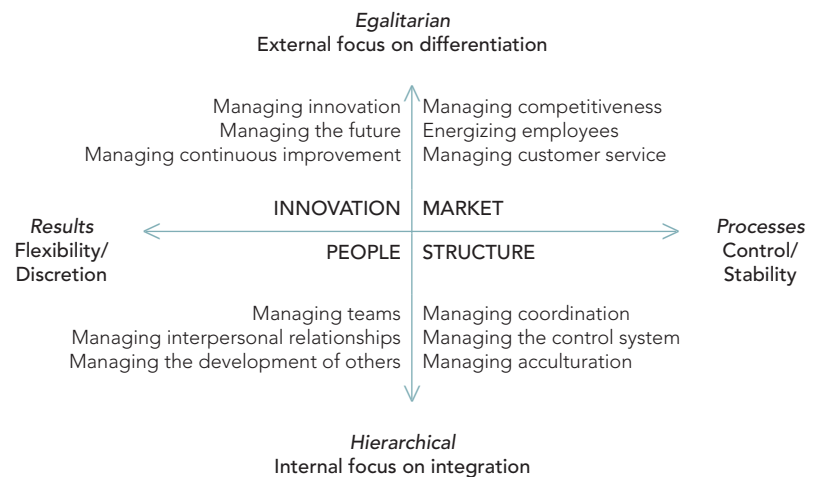 Egalitarian
External focus on differentiation
Managing innovation
Managing the future
Managing continuous improvement
Managing competitiveness
Energizing employees
Managing customer service
INNOVATION
MARKET
Results
Flexibility/
Discretion
Processes
Control/
Stability
PEOPLE
STRUCTURE
Managing teams
Managing interpersonal relationships
Managing the development of others
Managing coordination
Managing the control system
Managing acculturation
Hierarchical
Internal focus on integration